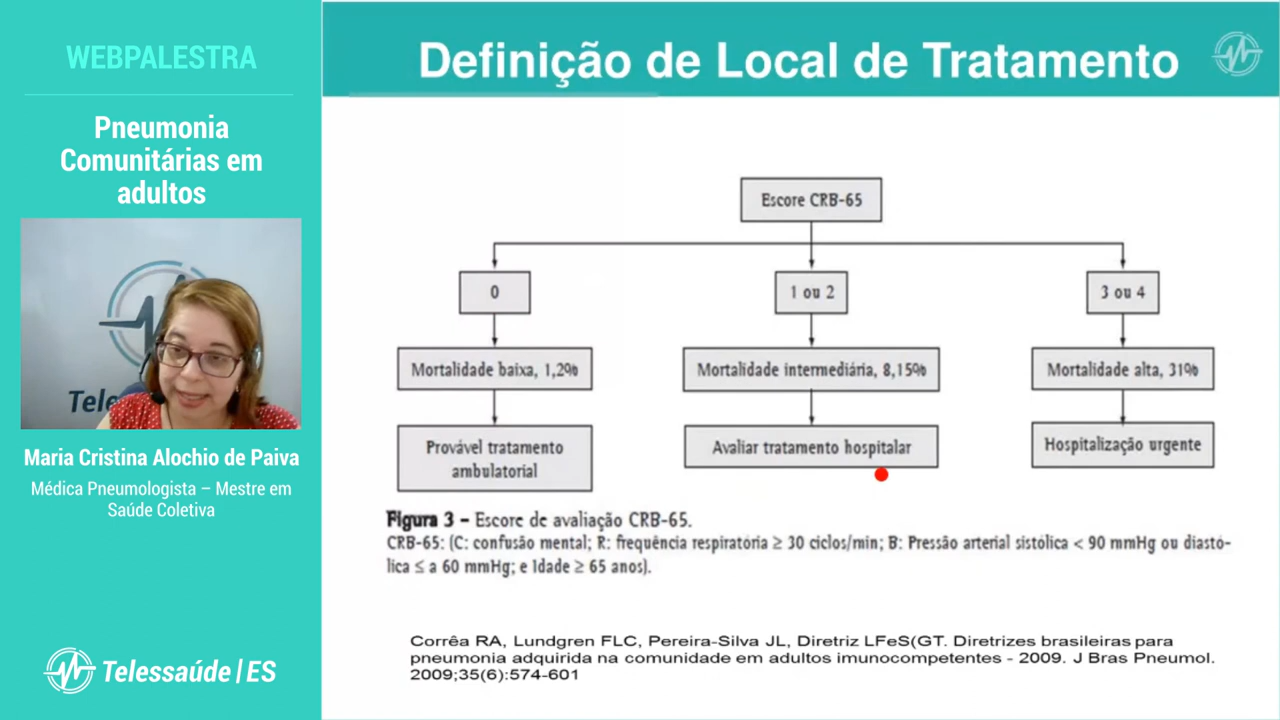 WEBPALESTRA
Pneumonia
Comunitárias em
adultos
Tele
Maria Cristina Alochio de Paiva
Médica Pneumologista – Mestre em
Saúde Coletiva
Telessaúde|ES
Definição de Local de Tratamento
Escore CRB-65
0
1 ou 2
3 ou 4
Mortalidade baixa, 1,2%
Mortalidade intermediária, 8,15%
Mortalidade alta, 31%
Provável tratamento
ambulatorial
Avaliar tratamento hospitalar
Hospitalização urgente
Figura 3 – Escore de avaliação CRB-65.
CRB-65: (C: confusão mental; R: frequência respiratória ≥ 30 ciclos/min; B: Pressão arterial sistólica < 90 mmHg ou diastó-
lica ≤ a 60 mmHg; e Idade ≥ 65 anos).
Corrêa RA, Lundgren FLC, Pereira-Silva JL, Diretriz LFeS(GT. Diretrizes brasileiras para
pneumonia adquirida na comunidade em adultos imunocompetentes - 2009. J Bras Pneumol.
2009;35(6):574-601